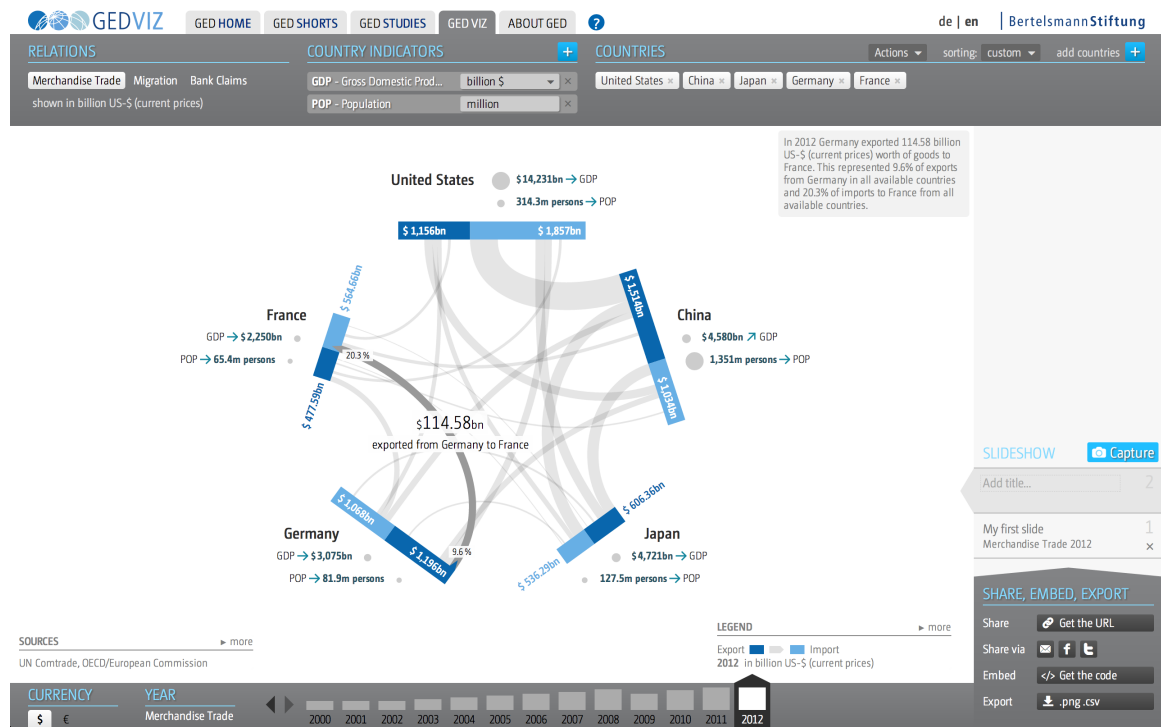 GEDVIZ
GED HOME
GED SHORTS
GED STUDIES
GED VIZ
ABOUT GED
?
de | en
BertelsmannStiftung
RELATIONS
Merchandise Trade Migration Bank Claims
shown in billion US-$ (current prices)
COUNTRY INDICATORS +
GDP - Gross Domestic Prod... billion $ ×
POP - Population million ×
COUNTRIES
Actions sorting: custom add countries +
United States × China × Japan × Germany × France ×
In 2012 Germany exported 114.58 billion
US-$ (current prices) worth of goods to
France. This represented 9.6% of exports
from Germany in all available countries
and 20.3% of imports to France from all
available countries.
United States
$14,231bn → GDP
314.3m persons → POP
$ 1,156bn $ 1,857bn
China
$4,580bn ↗ GDP
1,351m persons → POP
$ 1,514bn
$ 1,034bn
France
GDP → $2,250bn
POP → 65.4m persons
$ 564.66bn
$ 477.59bn
20.3 %
$114.58bn
exported from Germany to France
Germany
GDP → $3,075bn
POP → 81.9m persons
$ 1,068bn
$ 1,196bn
9.6 %
Japan
$4,721bn → GDP
127.5m persons → POP
$ 606.36bn
$ 536.29bn
SLIDESHOW Capture
Add title... 2
My first slide 1
Merchandise Trade 2012 ×
SHARE, EMBED, EXPORT
Share Get the URL
Share via f t
Embed </> Get the code
Export .png .csv
SOURCES ▸ more
UN Comtrade, OECD/European Commission
LEGEND ▸ more
Export Import
2012 in billion US-$ (current prices)
CURRENCY
$ €
YEAR
Merchandise Trade
2000 2001 2002 2003 2004 2005 2006 2007 2008 2009 2010 2011 2012